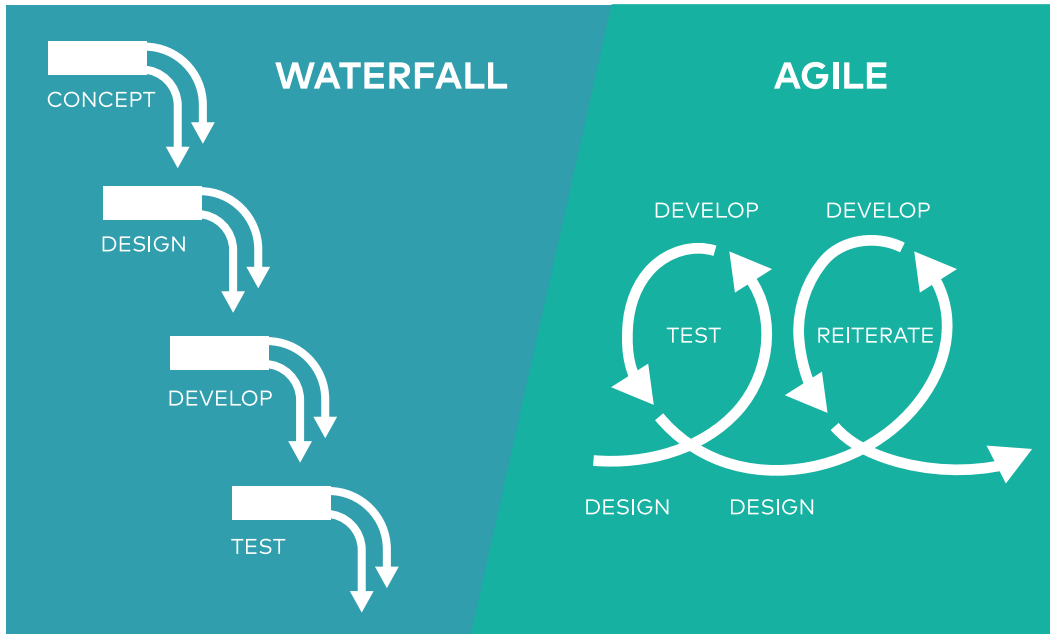 WATERFALL
CONCEPT
DESIGN
DEVELOP
TEST
AGILE
DEVELOP
DEVELOP
TEST
REITERATE
DESIGN
DESIGN